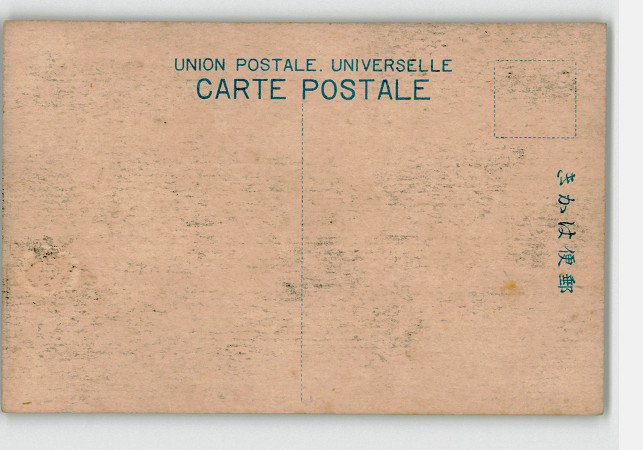 UNION POSTALE. UNIVERSELLE
CARTE POSTALE
きかは便郵